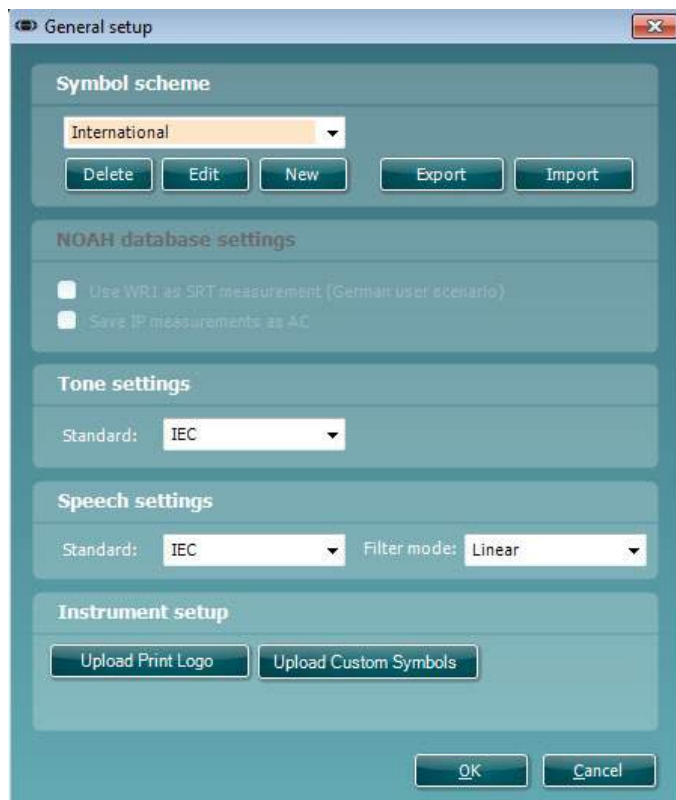 General setup
Symbol scheme
International
Delete Edit New Export Import
NOAH database settings
Use WR1 as SRT measurement (German user scenario)
Save IP measurements as AC
Tone settings
Standard: IEC
Speech settings
Standard: IEC Filter mode: Linear
Instrument setup
Upload Print Logo Upload Custom Symbols
OK Cancel